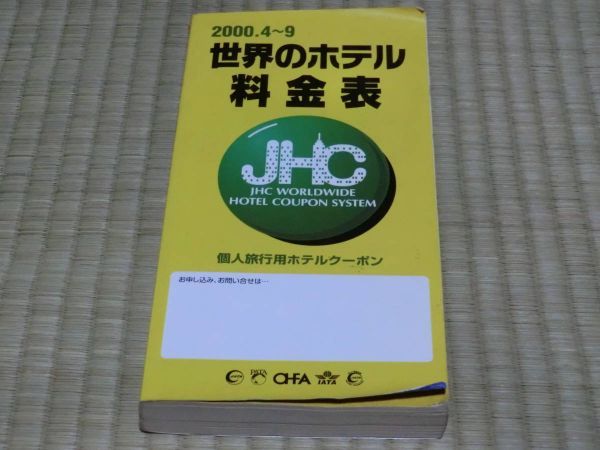 2000.4~9
世界のホテル
料金表
JHC
JHC WORLDWIDE
HOTEL COUPON SYSTEM
個人旅行用ホテルクーポン
お申し込み、お問い合せは…
PATA
OHFA
IATA